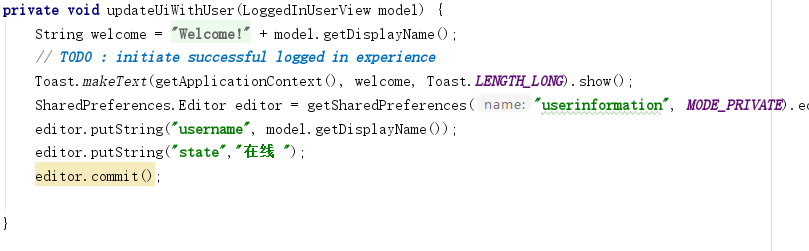 private void updateUiWithUser(LoggedInUserView model) {
String welcome = "Welcome!" + model.getDisplayName();
// TODO : initiate successful logged in experience
Toast.makeText(getApplicationContext(), welcome, Toast.LENGTH_LONG).show();
SharedPreferences.Editor editor = getSharedPreferences( name: "userinformation", MODE_PRIVATE).ed
editor.putString("username", model.getDisplayName());
editor.putString("state","在线 ");
editor.commit();
}